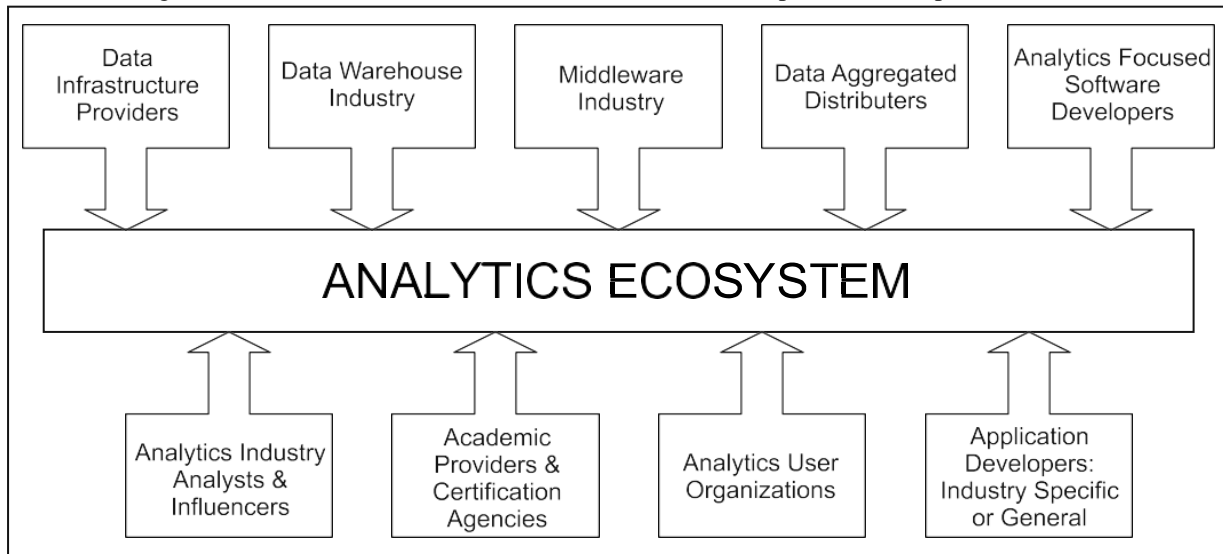 Data
Infrastructure
Providers
Data Warehouse
Industry
Middleware
Industry
Data Aggregated
Distributers
Analytics Focused
Software
Developers
ANALYTICS ECOSYSTEM
Analytics Industry
Analysts &
Influencers
Academic
Providers &
Certification
Agencies
Analytics User
Organizations
Application
Developers:
Industry Specific
or General